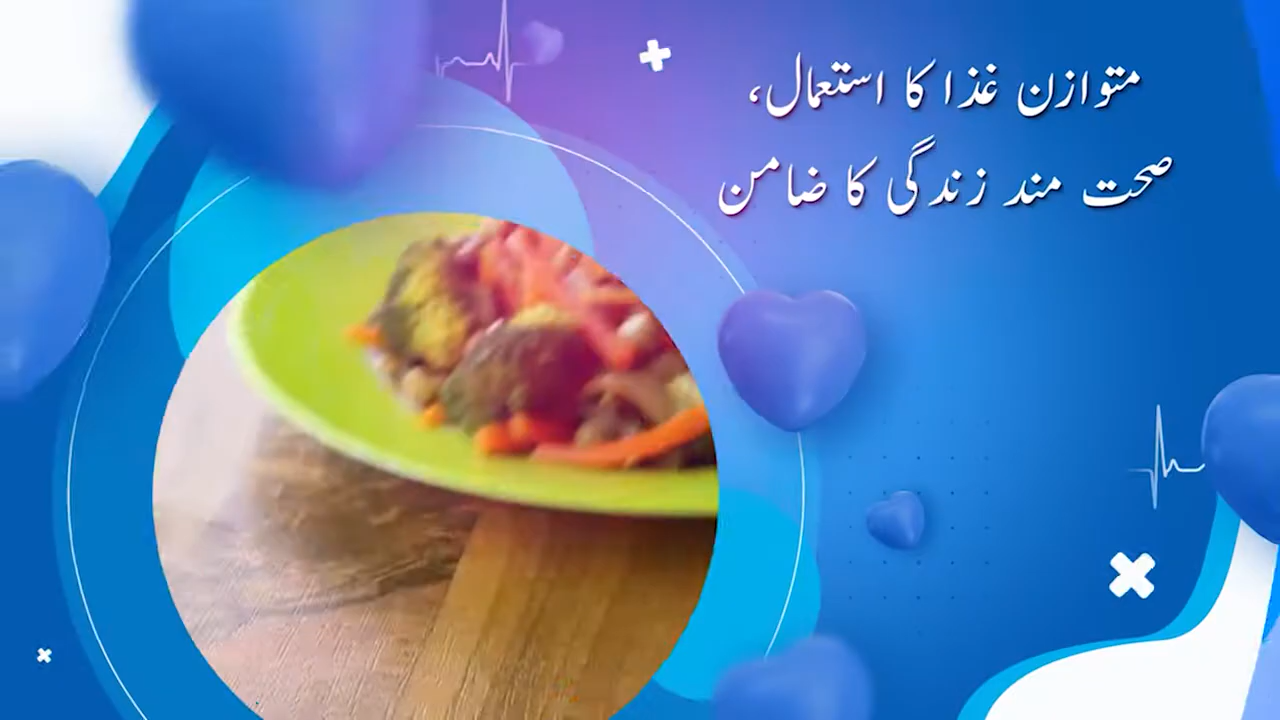 متوازن غذا کا استعمال،
صحت مند زندگی کا ضامن